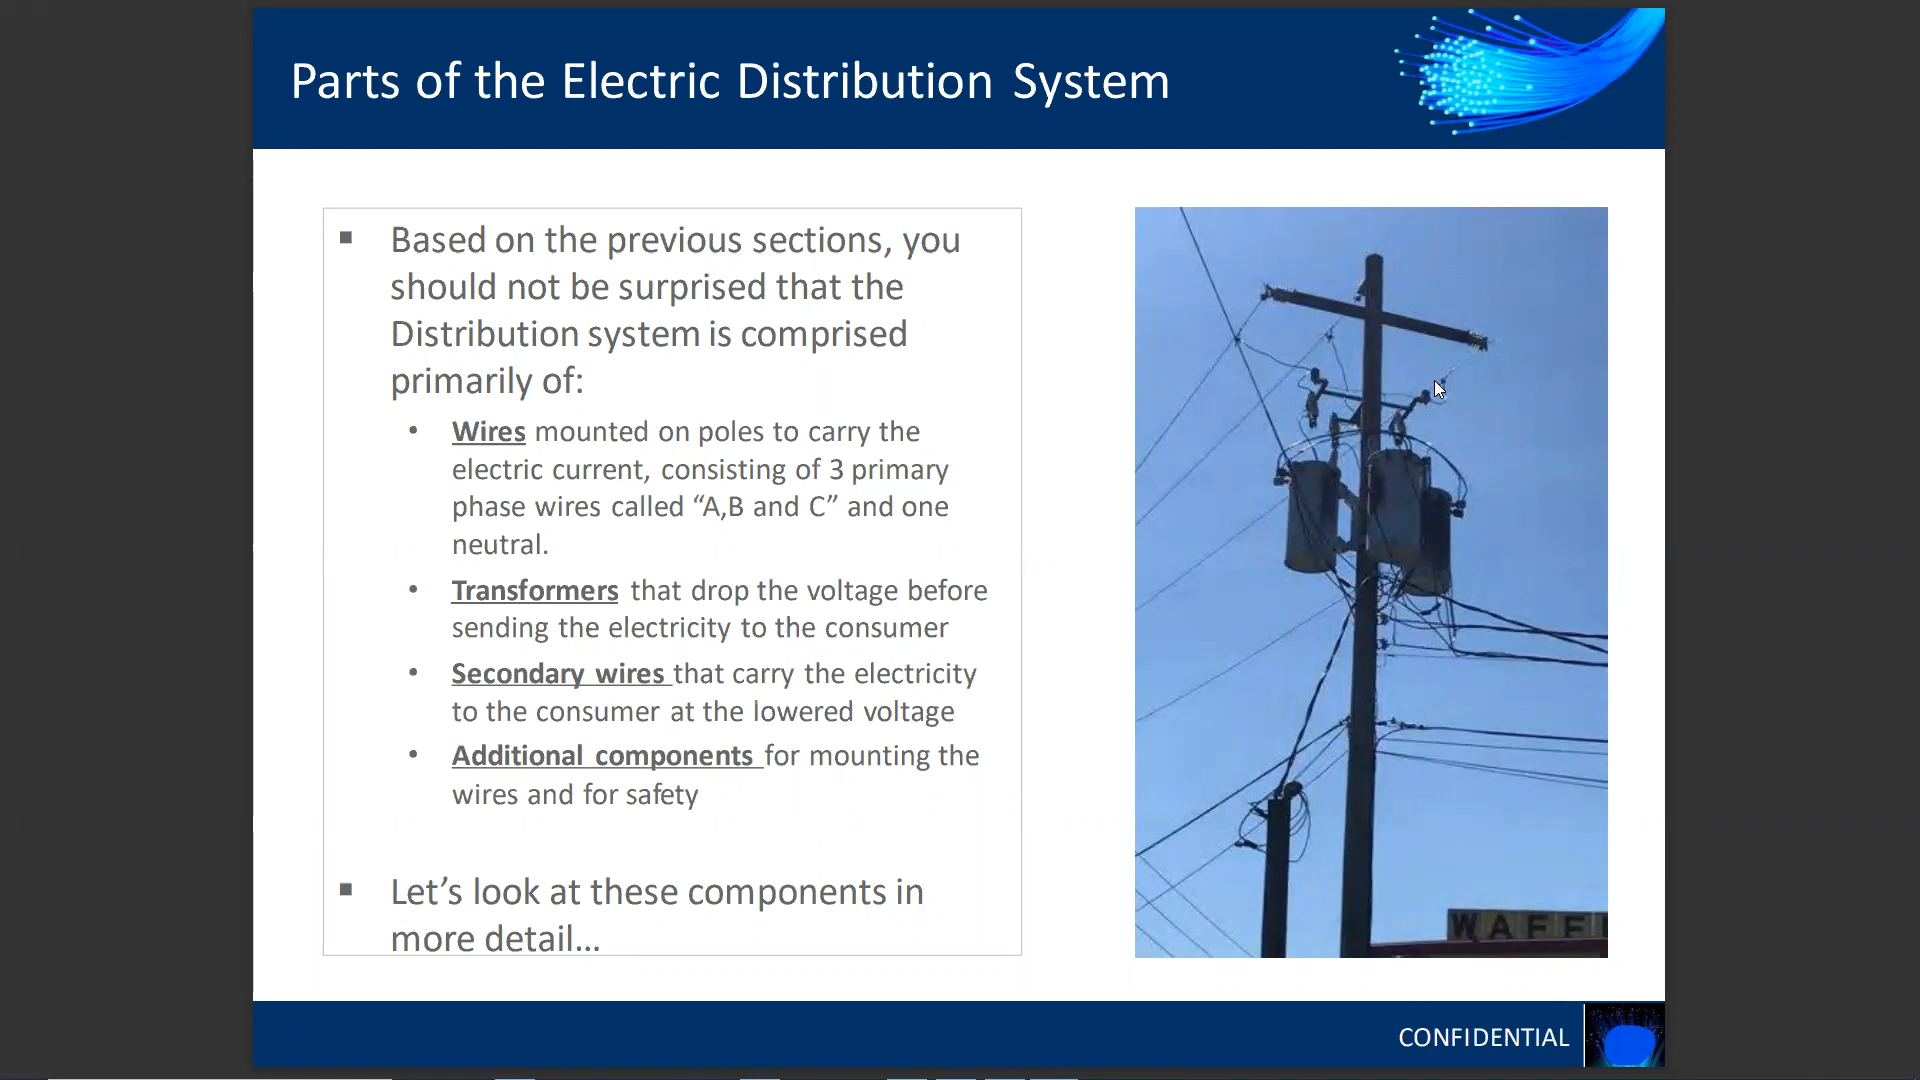 Parts of the Electric Distribution System
Based on the previous sections, you
should not be surprised that the
Distribution system is comprised
primarily of:
Wires mounted on poles to carry the
electric current, consisting of 3 primary
phase wires called “A,B and C” and one
neutral.
Transformers that drop the voltage before
sending the electricity to the consumer
Secondary wires that carry the electricity
to the consumer at the lowered voltage
Additional components for mounting the
wires and for safety
Let’s look at these components in
more detail…
WAFF
CONFIDENTIAL